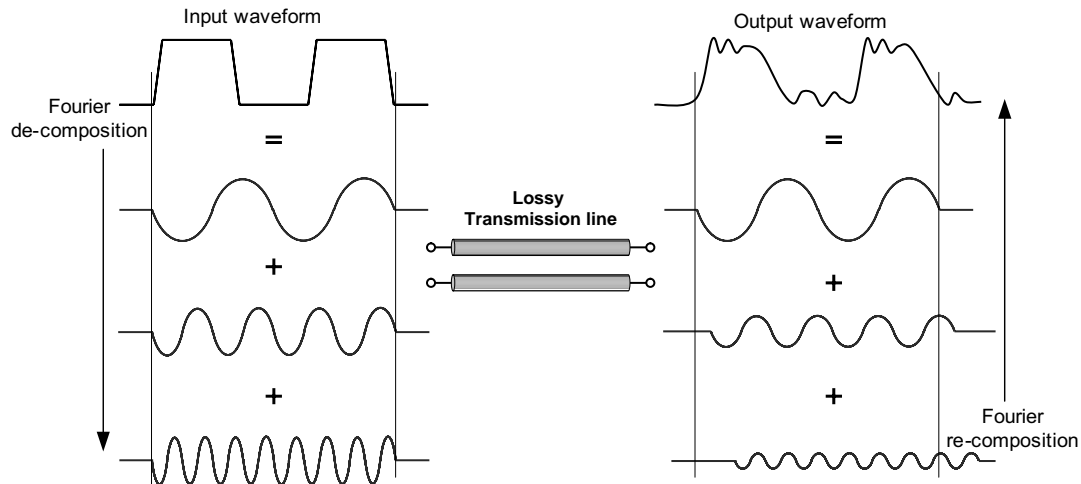 Input waveform
Output waveform
Fourier
de-composition
=
=
Lossy
Transmission line
+
+
+
+
Fourier
re-composition